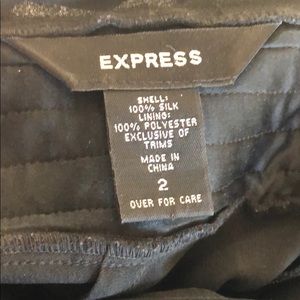 EXPRESS
SHELL:
100% SILK
LINING:
100% POLYESTER
EXCLUSIVE OF
TRIMS
MADE IN
CHINA
2
OVER FOR CARE